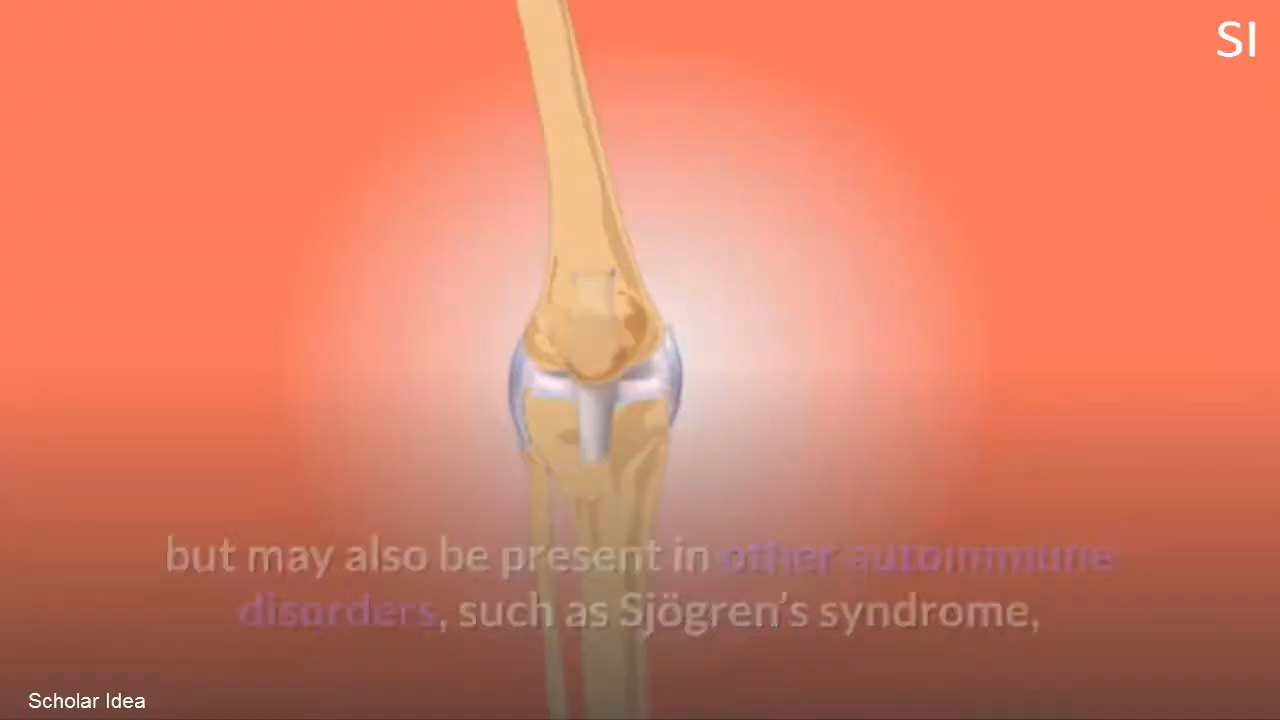 SI
but may also be present in other autoimmune
disorders, such as Sjögren's syndrome,
Scholar Idea